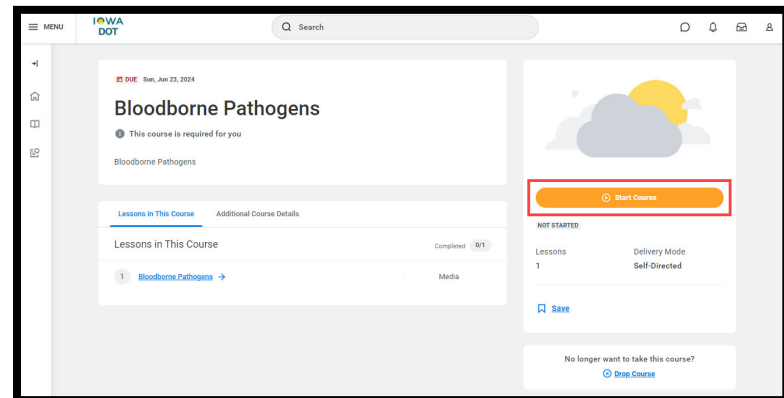 MENU
IOWA
DOT
Search
DUE Sun, Jun 23, 2024
Bloodborne Pathogens
This course is required for you
Bloodborne Pathogens
Lessons in This Course Additional Course Details
Lessons in This Course Completed 0/1
1 Bloodborne Pathogens Media
Start Course
NOT STARTED
Lessons Delivery Mode
1 Self-Directed
Save
No longer want to take this course?
Drop Course